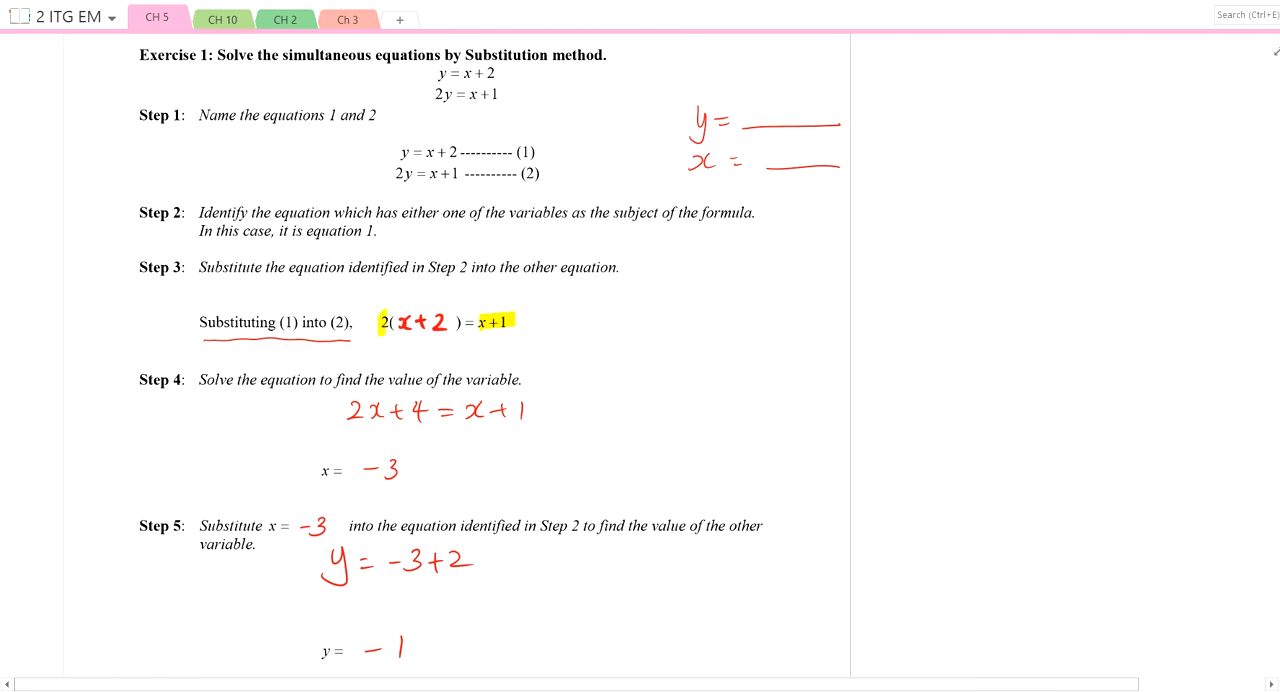 2 ITG EM CH 5 CH 10 CH 2 Ch 3 + Search (Ctrl+E)
Exercise 1: Solve the simultaneous equations by Substitution method.
y = x + 2
2y = x + 1
Step 1: Name the equations 1 and 2
y = ________
x = ______
y = x + 2 ---------- (1)
2y = x + 1 ---------- (2)
Step 2: Identify the equation which has either one of the variables as the subject of the formula.
In this case, it is equation 1.
Step 3: Substitute the equation identified in Step 2 into the other equation.
Substituting (1) into (2), 2( x + 2 ) = x + 1
Step 4: Solve the equation to find the value of the variable.
2x + 4 = x + 1
x = -3
Step 5: Substitute x = -3 into the equation identified in Step 2 to find the value of the other
variable.
y = -3 + 2
y = -1